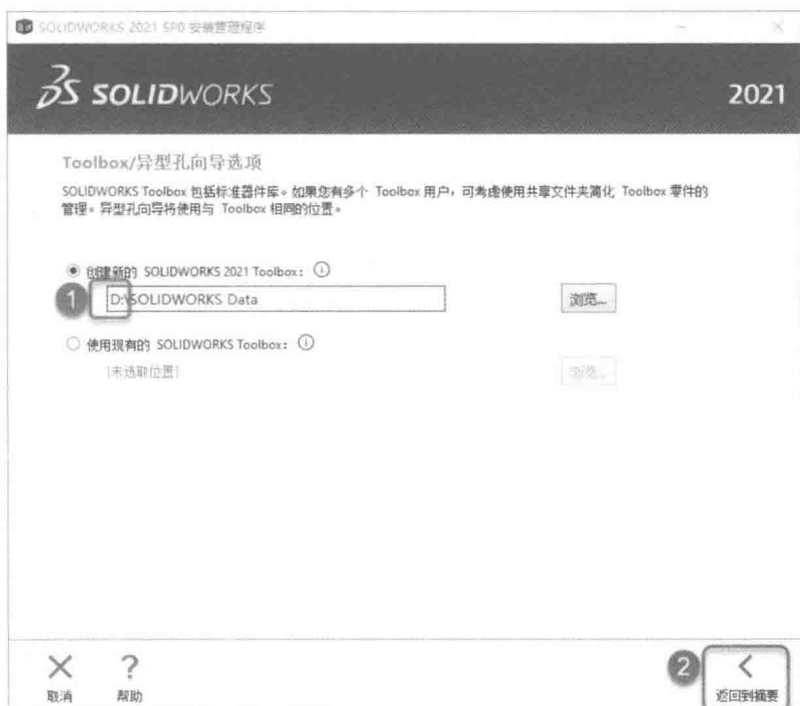 SOLIDWORKS 2021 SP0 安装管理程序
SOLIDWORKS
2021
Toolbox/异型孔向导选项
SOLIDWORKS Toolbox 包括标准器件库。如果您有多个 Toolbox 用户，可考虑使用共享文件夹简化 Toolbox 零件的
管理。异型孔向导将使用与 Toolbox 相同的位置。
创建新的 SOLIDWORKS 2021 Toolbox:
1
D:\SOLIDWORKS Data
浏览...
使用现有的 SOLIDWORKS Toolbox:
[未选取位置]
浏览...
2
取消
帮助
返回到摘要